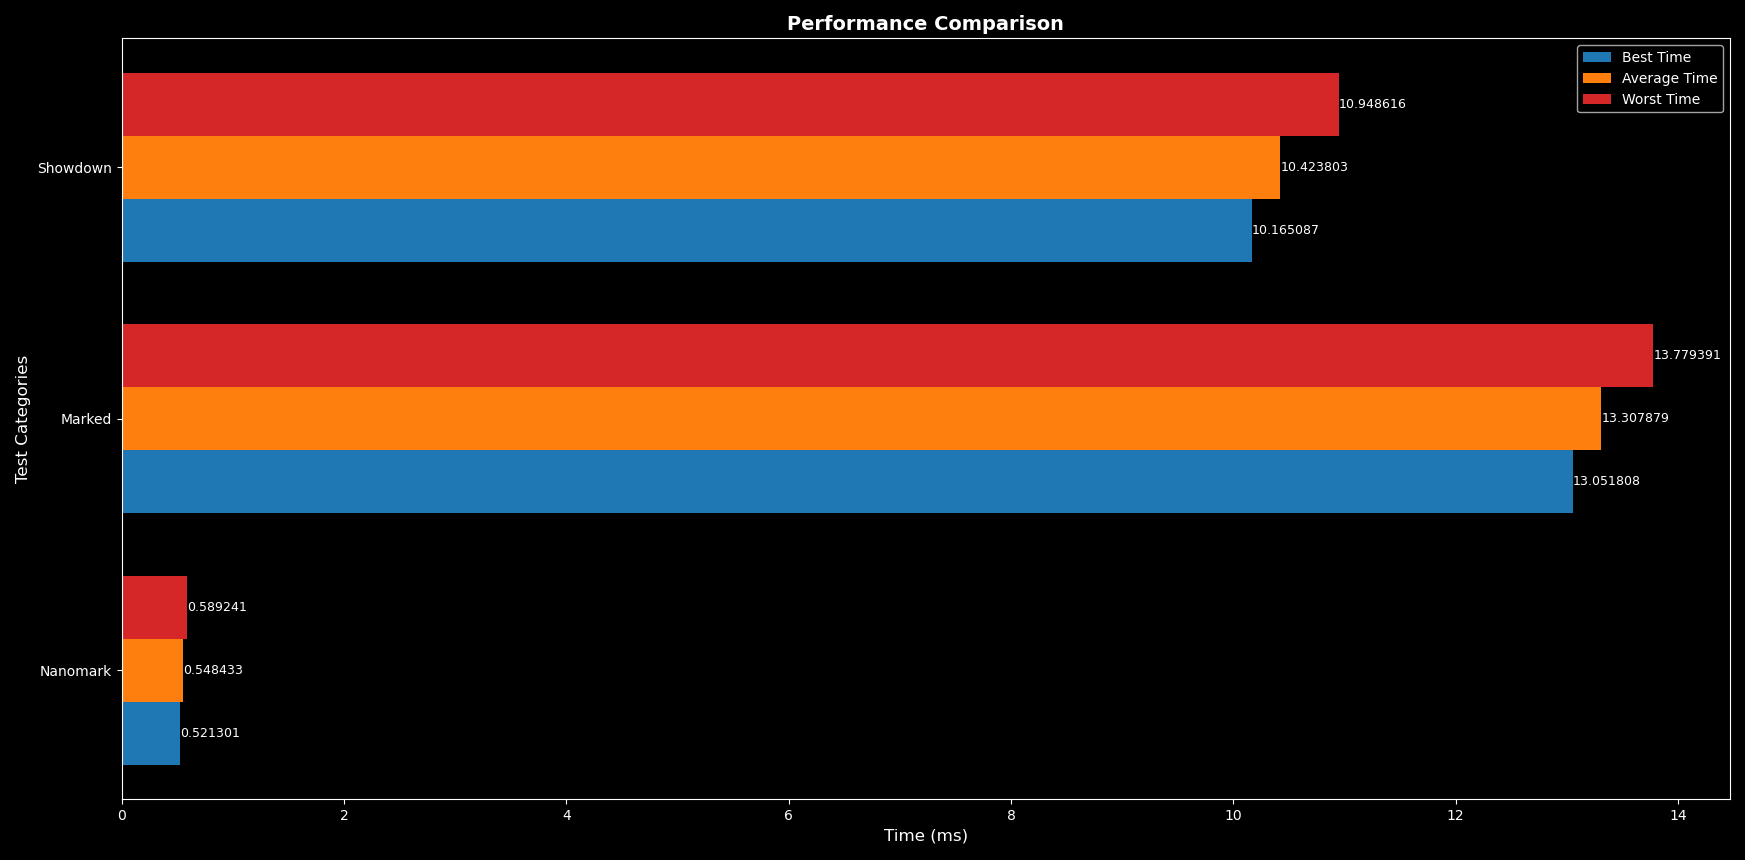 Performance Comparison
Best Time
Average Time
Worst Time
10.948616
Showdown
10.423803
10.165087
13.779391
Marked
13.307879
13.051808
Test Categories
0.589241
Nanomark
0.548433
0.521301
0 2 4 6 8 10 12 14
Time (ms)